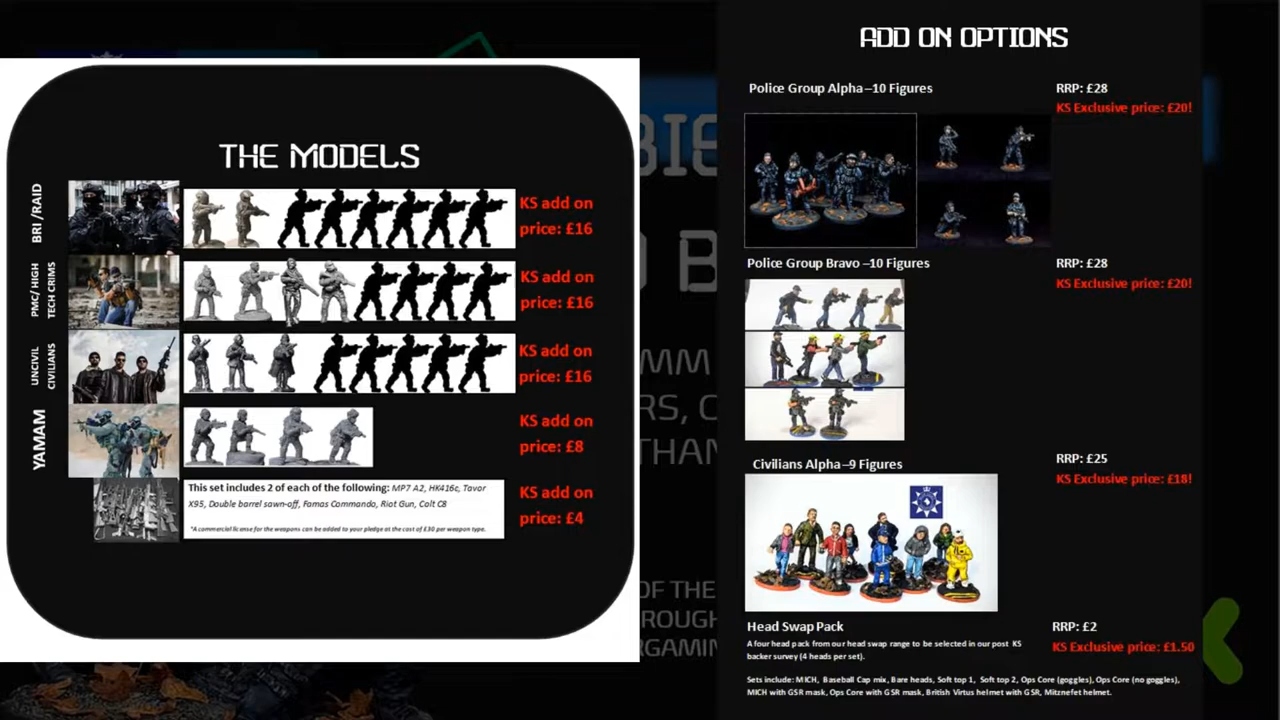 THE MODELS
BRI /RAID
KS add on
price: £16
PMC/ HIGH
TECH CRIMS
KS add on
price: £16
UNCIVIL
CIVILIANS
KS add on
price: £16
YAMAM
KS add on
price: £8
This set includes 2 of each of the following: MP7 A2, HK416c, Tavor
X95, Double barrel sawn-off, Famas Commando, Riot Gun, Colt C8
*A commercial license for the weapons can be added to your pledge at the cost of £30 per weapon type.
KS add on
price: £4
ADD ON OPTIONS
Police Group Alpha –10 Figures
RRP: £28
KS Exclusive price: £20!
Police Group Bravo –10 Figures
RRP: £28
KS Exclusive price: £20!
Civilians Alpha–9 Figures
RRP: £25
KS Exclusive price: £18!
Head Swap Pack
RRP: £2
KS Exclusive price: £1.50
A four head pack from our head swap range to be selected in our post KS
backer survey (4 heads per set).
Sets include: MICH, Baseball Cap mix, Bare heads, Soft top 1, Soft top 2, Ops Core (goggles), Ops Core (no goggles),
MICH with GSR mask, Ops Core with GSR mask, British Virtus helmet with GSR, Mitznefet helmet.
OF THE